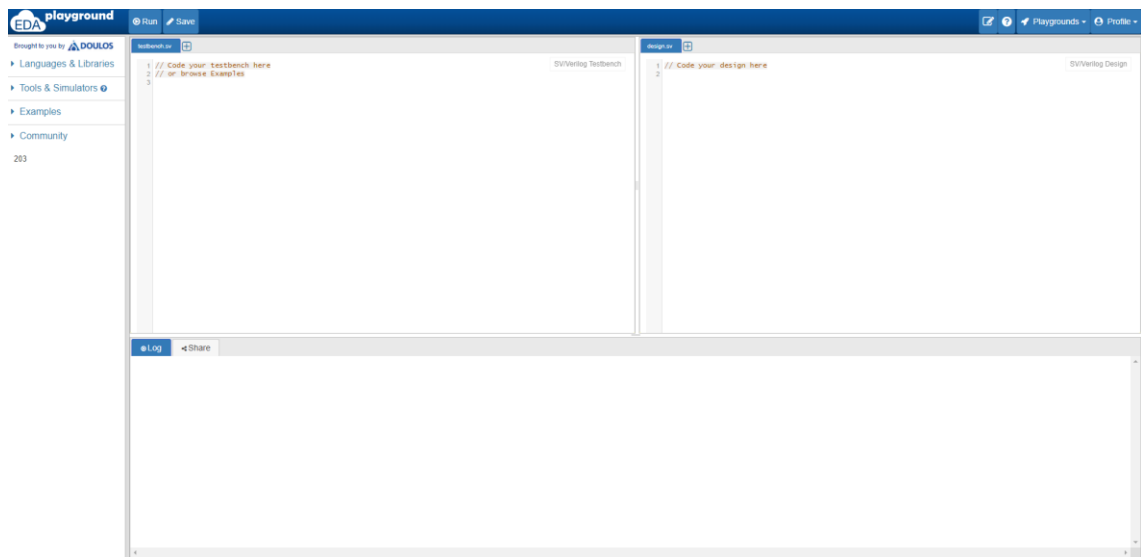 EDA playground
Run Save
Playgrounds Profile
Brought to you by DOULOS
Languages & Libraries
Tools & Simulators
Examples
Community
203
testbench.sv
1 // Code your testbench here
2 // or browse Examples
3
SV/Verilog Testbench
design.sv
1 // Code your design here
2
SV/Verilog Design
Log Share